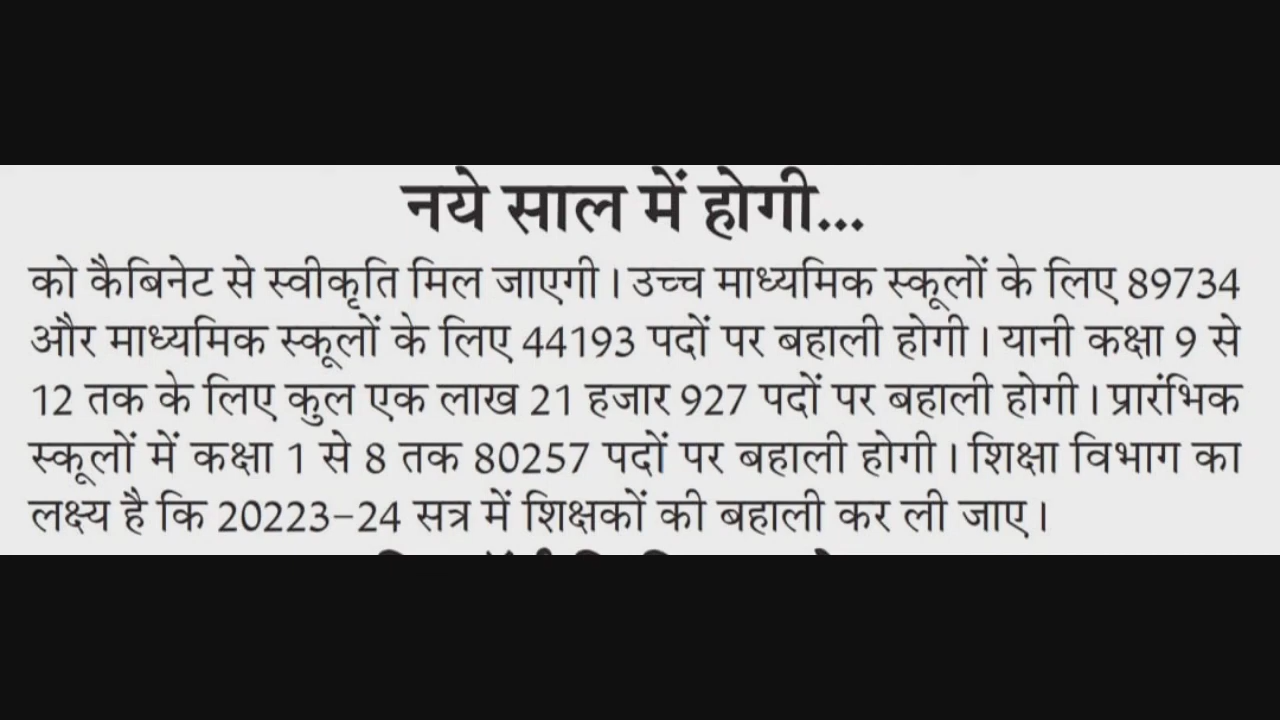 नये साल में होगी...
को कैबिनेट से स्वीकृति मिल जाएगी। उच्च माध्यमिक स्कूलों के लिए 89734
और माध्यमिक स्कूलों के लिए 44193 पदों पर बहाली होगी। यानी कक्षा 9 से
12 तक के लिए कुल एक लाख 21 हजार 927 पदों पर बहाली होगी। प्रारंभिक
स्कूलों में कक्षा 1 से 8 तक 80257 पदों पर बहाली होगी। शिक्षा विभाग का
लक्ष्य है कि 20223-24 सत्र में शिक्षकों की बहाली कर ली जाए।